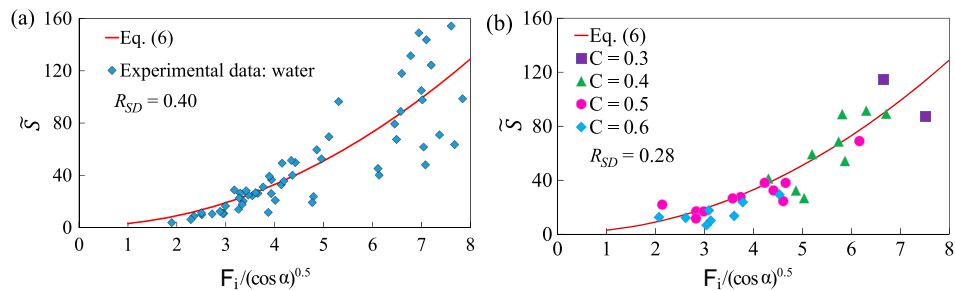 (a)
160
120
80
40
0
S̃
Eq. (6)
Experimental data: water
R_SD = 0.40
0 1 2 3 4 5 6 7 8
F_i/(cos α)^0.5
(b)
160
120
80
40
0
S̃
Eq. (6)
C = 0.3
C = 0.4
C = 0.5
C = 0.6
R_SD = 0.28
0 1 2 3 4 5 6 7 8
F_i/(cos α)^0.5